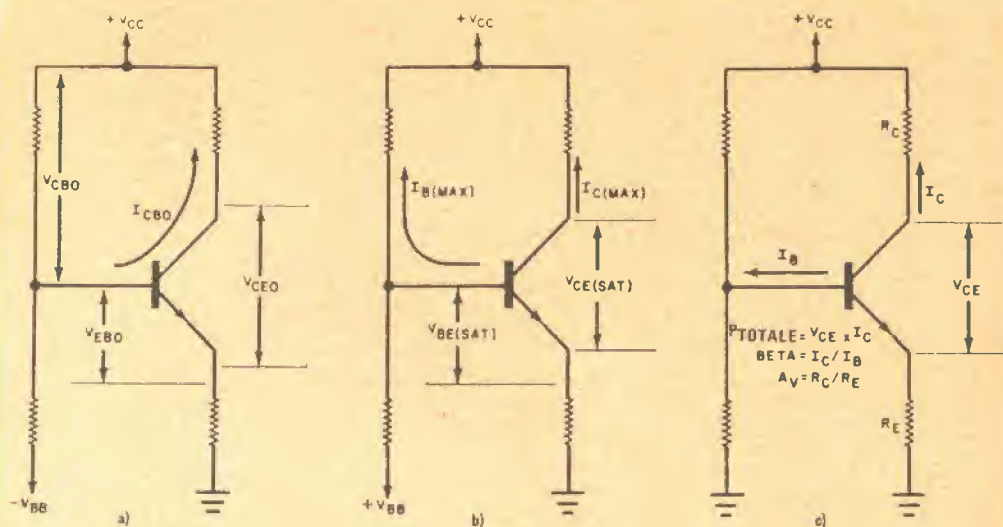 +VCC
VCBO
ICBO
VCEO
VEBO
-VBB
a)
+VCC
IB(MAX)
IC(MAX)
VCE(SAT)
VBE(SAT)
+VBB
b)
+VCC
RC
IC
IB
VCE
PTOTALE=VCE x IC
BETA = IC/IB
AV=RC/RE
RE
c)